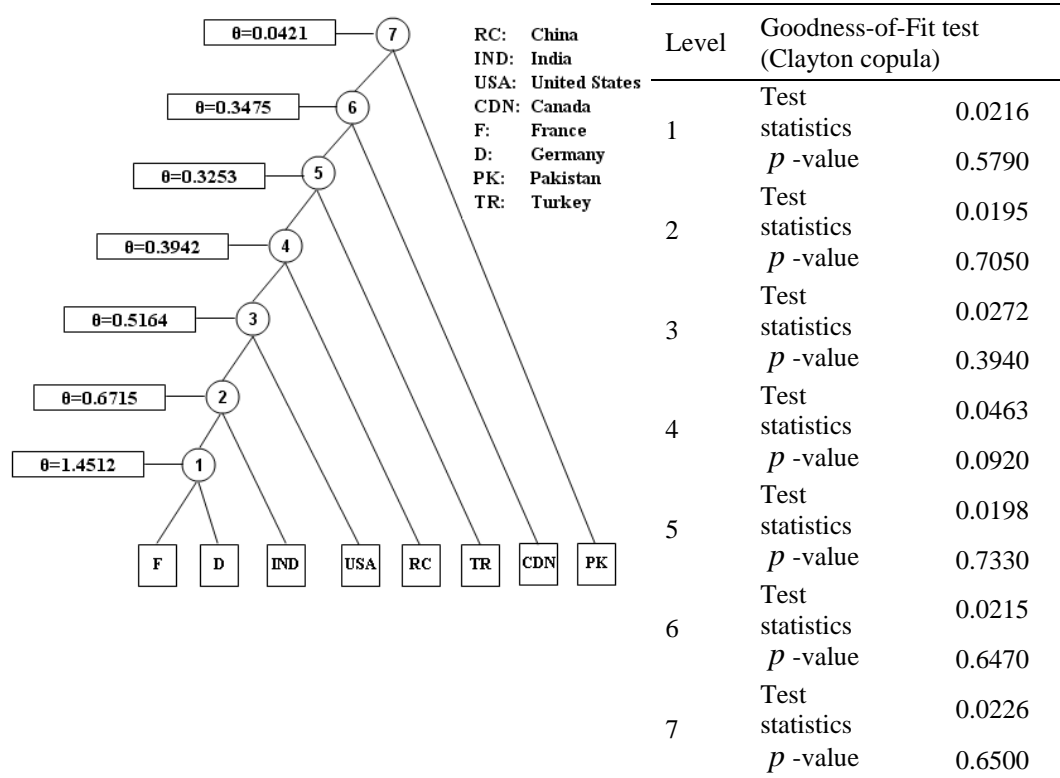 θ=0.0421
7
θ=0.3475
6
θ=0.3253
5
θ=0.3942
4
θ=0.5164
3
θ=0.6715
2
θ=1.4512
1
F D IND USA RC TR CDN PK
RC: China
IND: India
USA: United States
CDN: Canada
F: France
D: Germany
PK: Pakistan
TR: Turkey
Level Goodness-of-Fit test
(Clayton copula)
1 Test
statistics 0.0216
p -value 0.5790
2 Test
statistics 0.0195
p -value 0.7050
3 Test
statistics 0.0272
p -value 0.3940
4 Test
statistics 0.0463
p -value 0.0920
5 Test
statistics 0.0198
p -value 0.7330
6 Test
statistics 0.0215
p -value 0.6470
7 Test
statistics 0.0226
p -value 0.6500